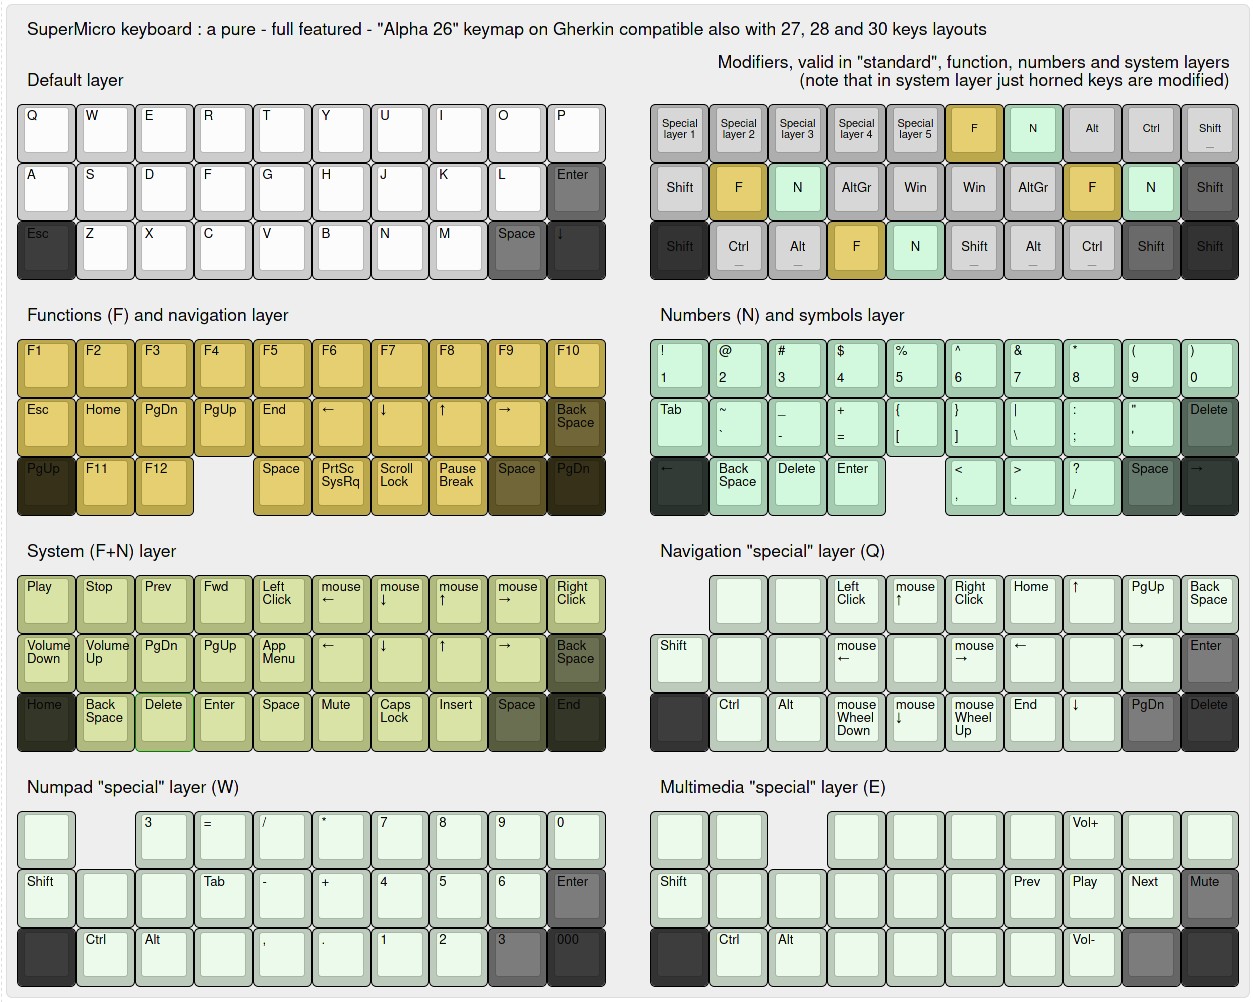 SuperMicro keyboard : a pure - full featured - "Alpha 26" keymap on Gherkin compatible also with 27, 28 and 30 keys layouts
Default layer
Q W E R T Y U I O P
A S D F G H J K L Enter
Esc Z X C V B N M Space ↓
Modifiers, valid in "standard", function, numbers and system layers
(note that in system layer just horned keys are modified)
Special Special Special Special Special F N Alt Ctrl Shift
layer 1 layer 2 layer 3 layer 4 layer 5 _
Shift F N AltGr Win Win AltGr F N Shift
Shift Ctrl Alt F N Shift Alt Ctrl Shift Shift
_ _ _ _ _
Functions (F) and navigation layer
F1 F2 F3 F4 F5 F6 F7 F8 F9 F10
Esc Home PgDn PgUp End ← ↓ ↑ → Back
Space
PgUp F11 F12 Space PrtSc Scroll Pause Space PgDn
SysRq Lock Break
Numbers (N) and symbols layer
! @ # $ % ^ & * ( )
1 2 3 4 5 6 7 8 9 0
Tab ~ _ + { } | : " Delete
` - = [ ] \ ; '
← Back Delete Enter < > ? Space →
Space , . /
System (F+N) layer
Play Stop Prev Fwd Left mouse mouse mouse mouse Right
Click ← ↓ ↑ → Click
Volume Volume PgDn PgUp App ← ↓ ↑ → Back
Down Up Menu Space
Home Back Delete Enter Space Mute Caps Insert Space End
Space Lock
Navigation "special" layer (Q)
Left mouse Right Home ↑ PgUp Back
Click ↑ Click Space
Shift mouse mouse ← → Enter
← →
Ctrl Alt mouse mouse mouse End ↓ PgDn Delete
Wheel ↓ Wheel
Down Up
Numpad "special" layer (W)
3 = / * 7 8 9 0
Shift Tab - + 4 5 6 Enter
Ctrl Alt , . 1 2 3 000
Multimedia "special" layer (E)
Vol+
Shift Prev Play Next Mute
Ctrl Alt Vol-